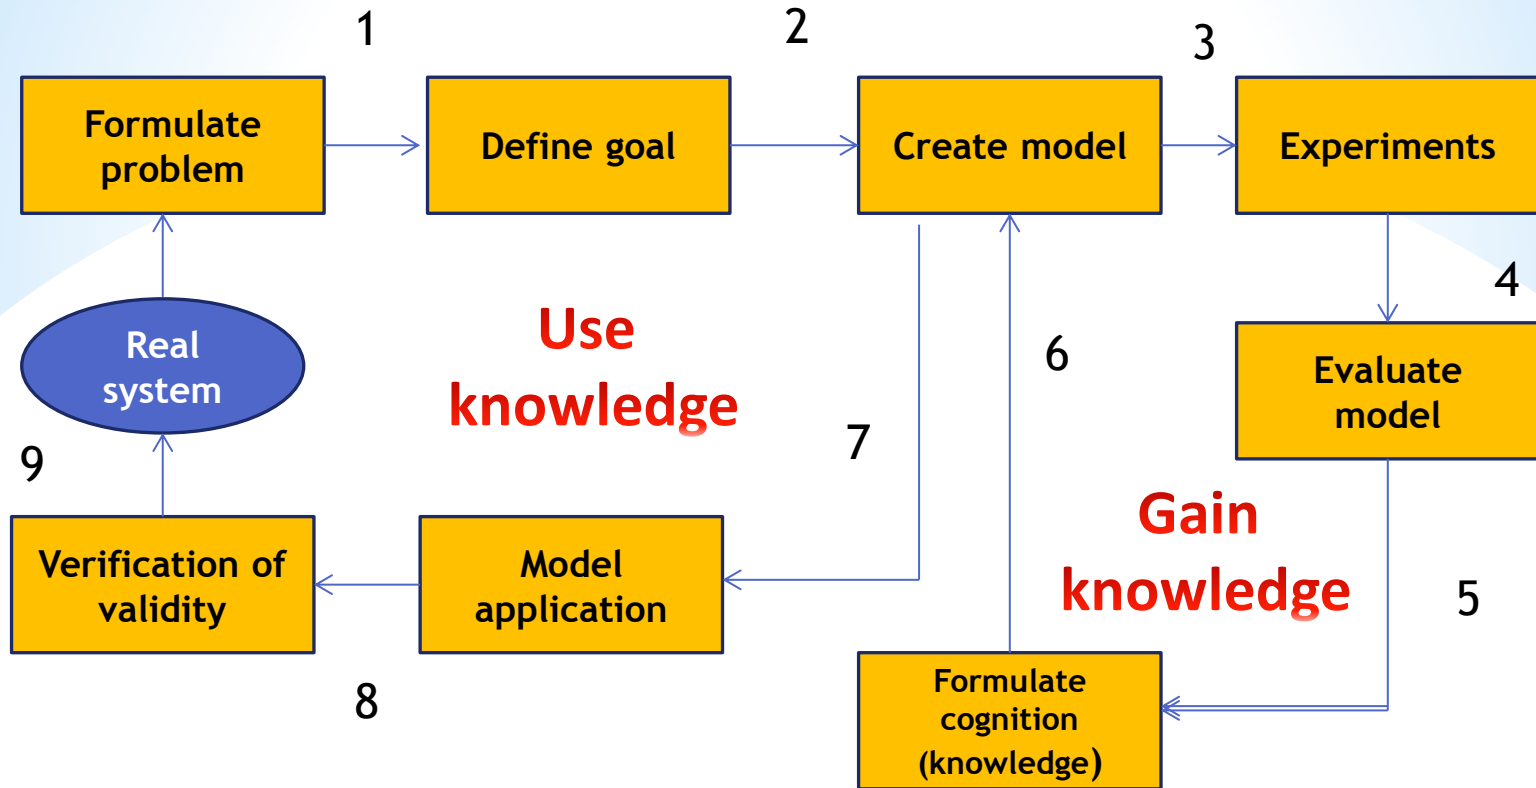 1
2
3
Formulate
problem
Define goal
Create model
Experiments
4
Real
system
Use
knowledge
6
Evaluate
model
7
9
Gain
knowledge
Verification of
validity
Model
application
5
8
Formulate
cognition
(knowledge)